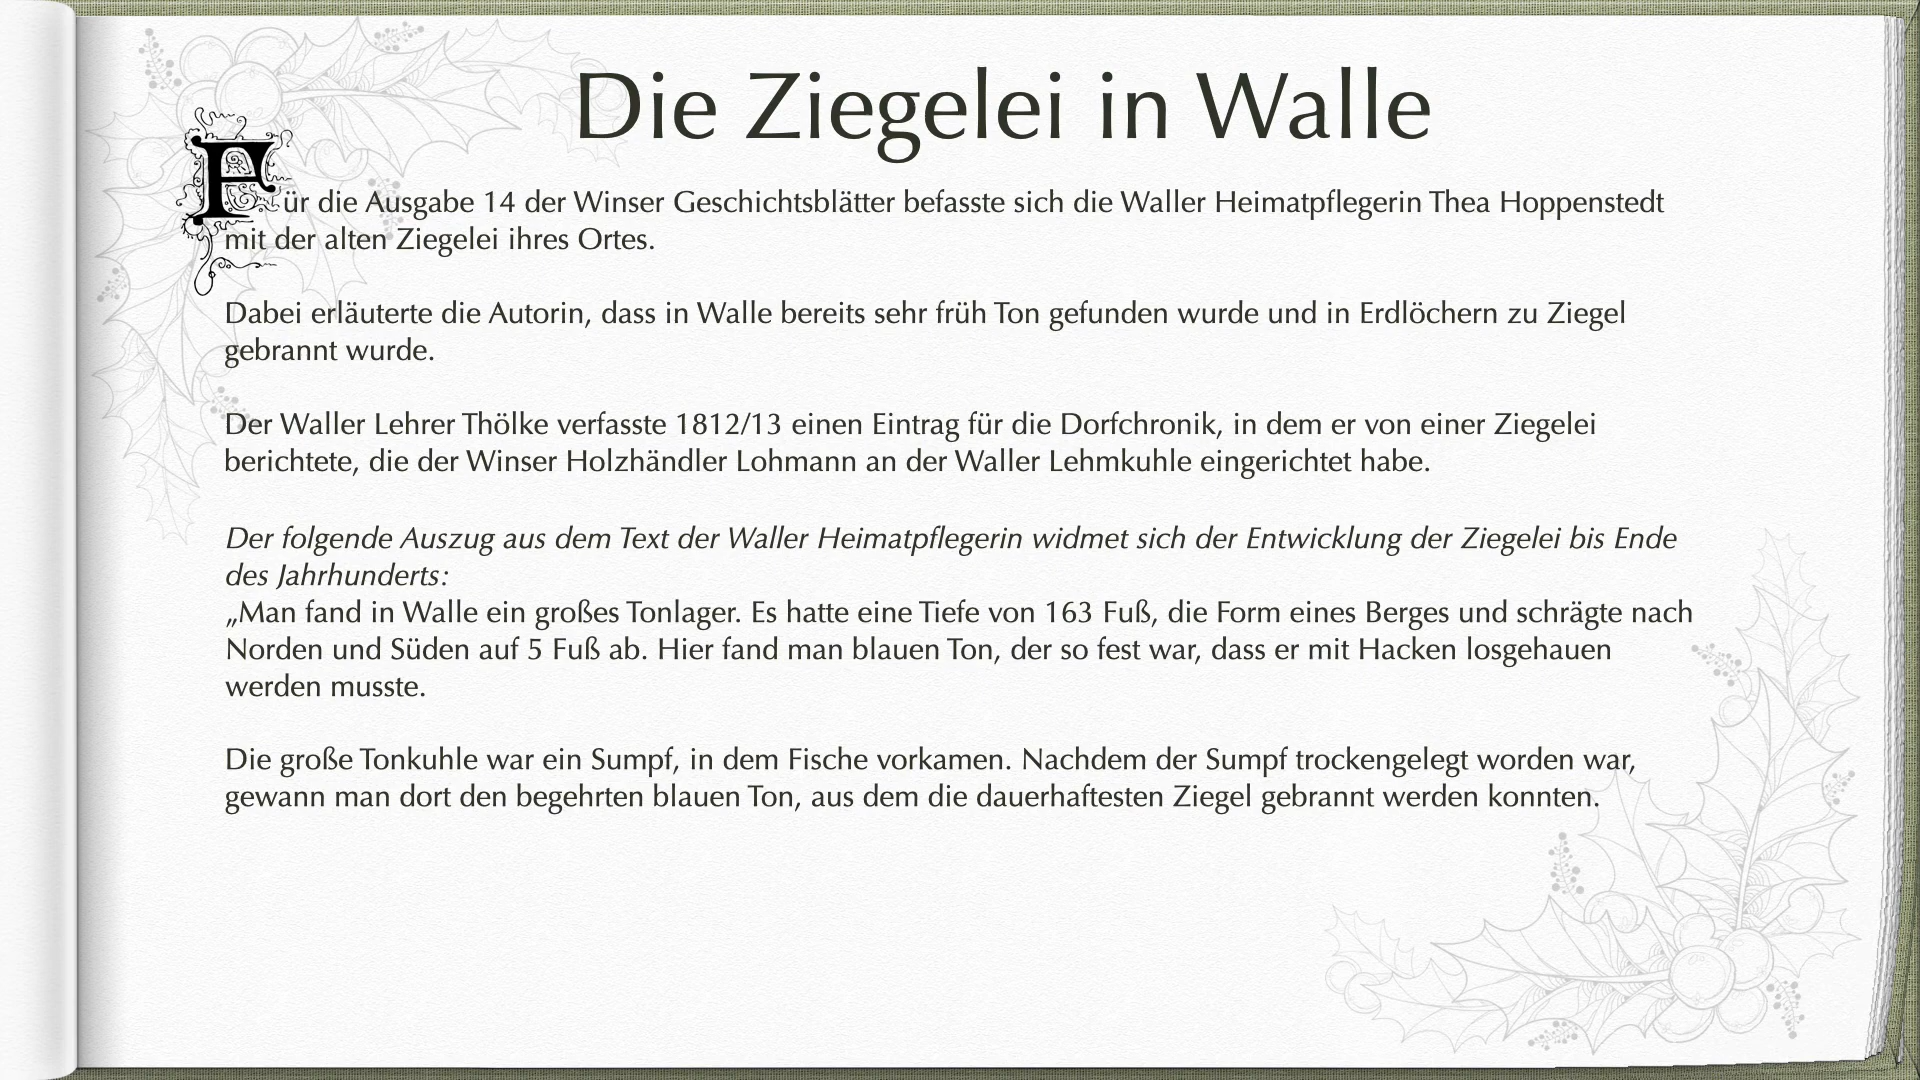 Die Ziegelei in Walle
Für die Ausgabe 14 der Winser Geschichtsblätter befasste sich die Waller Heimatpflegerin Thea Hoppenstedt
mit der alten Ziegelei ihres Ortes.
Dabei erläuterte die Autorin, dass in Walle bereits sehr früh Ton gefunden wurde und in Erdlöchern zu Ziegel
gebrannt wurde.
Der Waller Lehrer Thölke verfasste 1812/13 einen Eintrag für die Dorfchronik, in dem er von einer Ziegelei
berichtete, die der Winser Holzhändler Lohmann an der Waller Lehmkuhle eingerichtet habe.
Der folgende Auszug aus dem Text der Waller Heimatpflegerin widmet sich der Entwicklung der Ziegelei bis Ende
des Jahrhunderts:
„Man fand in Walle ein großes Tonlager. Es hatte eine Tiefe von 163 Fuß, die Form eines Berges und schrägte nach
Norden und Süden auf 5 Fuß ab. Hier fand man blauen Ton, der so fest war, dass er mit Hacken losgehauen
werden musste.
Die große Tonkuhle war ein Sumpf, in dem Fische vorkamen. Nachdem der Sumpf trockengelegt worden war,
gewann man dort den begehrten blauen Ton, aus dem die dauerhaftesten Ziegel gebrannt werden konnten.